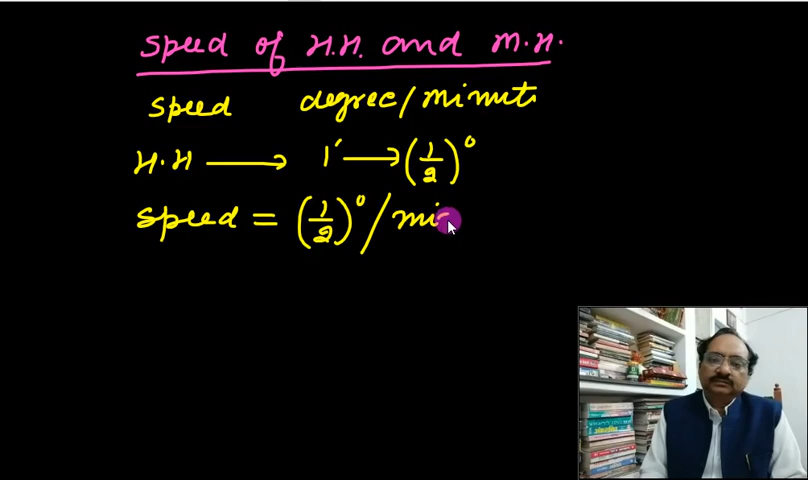 speed of H.H. and M.H.
speed degree/minute
H.H ⟶ 1′ ⟶ (1/2)°
speed = (1/2)°/mi